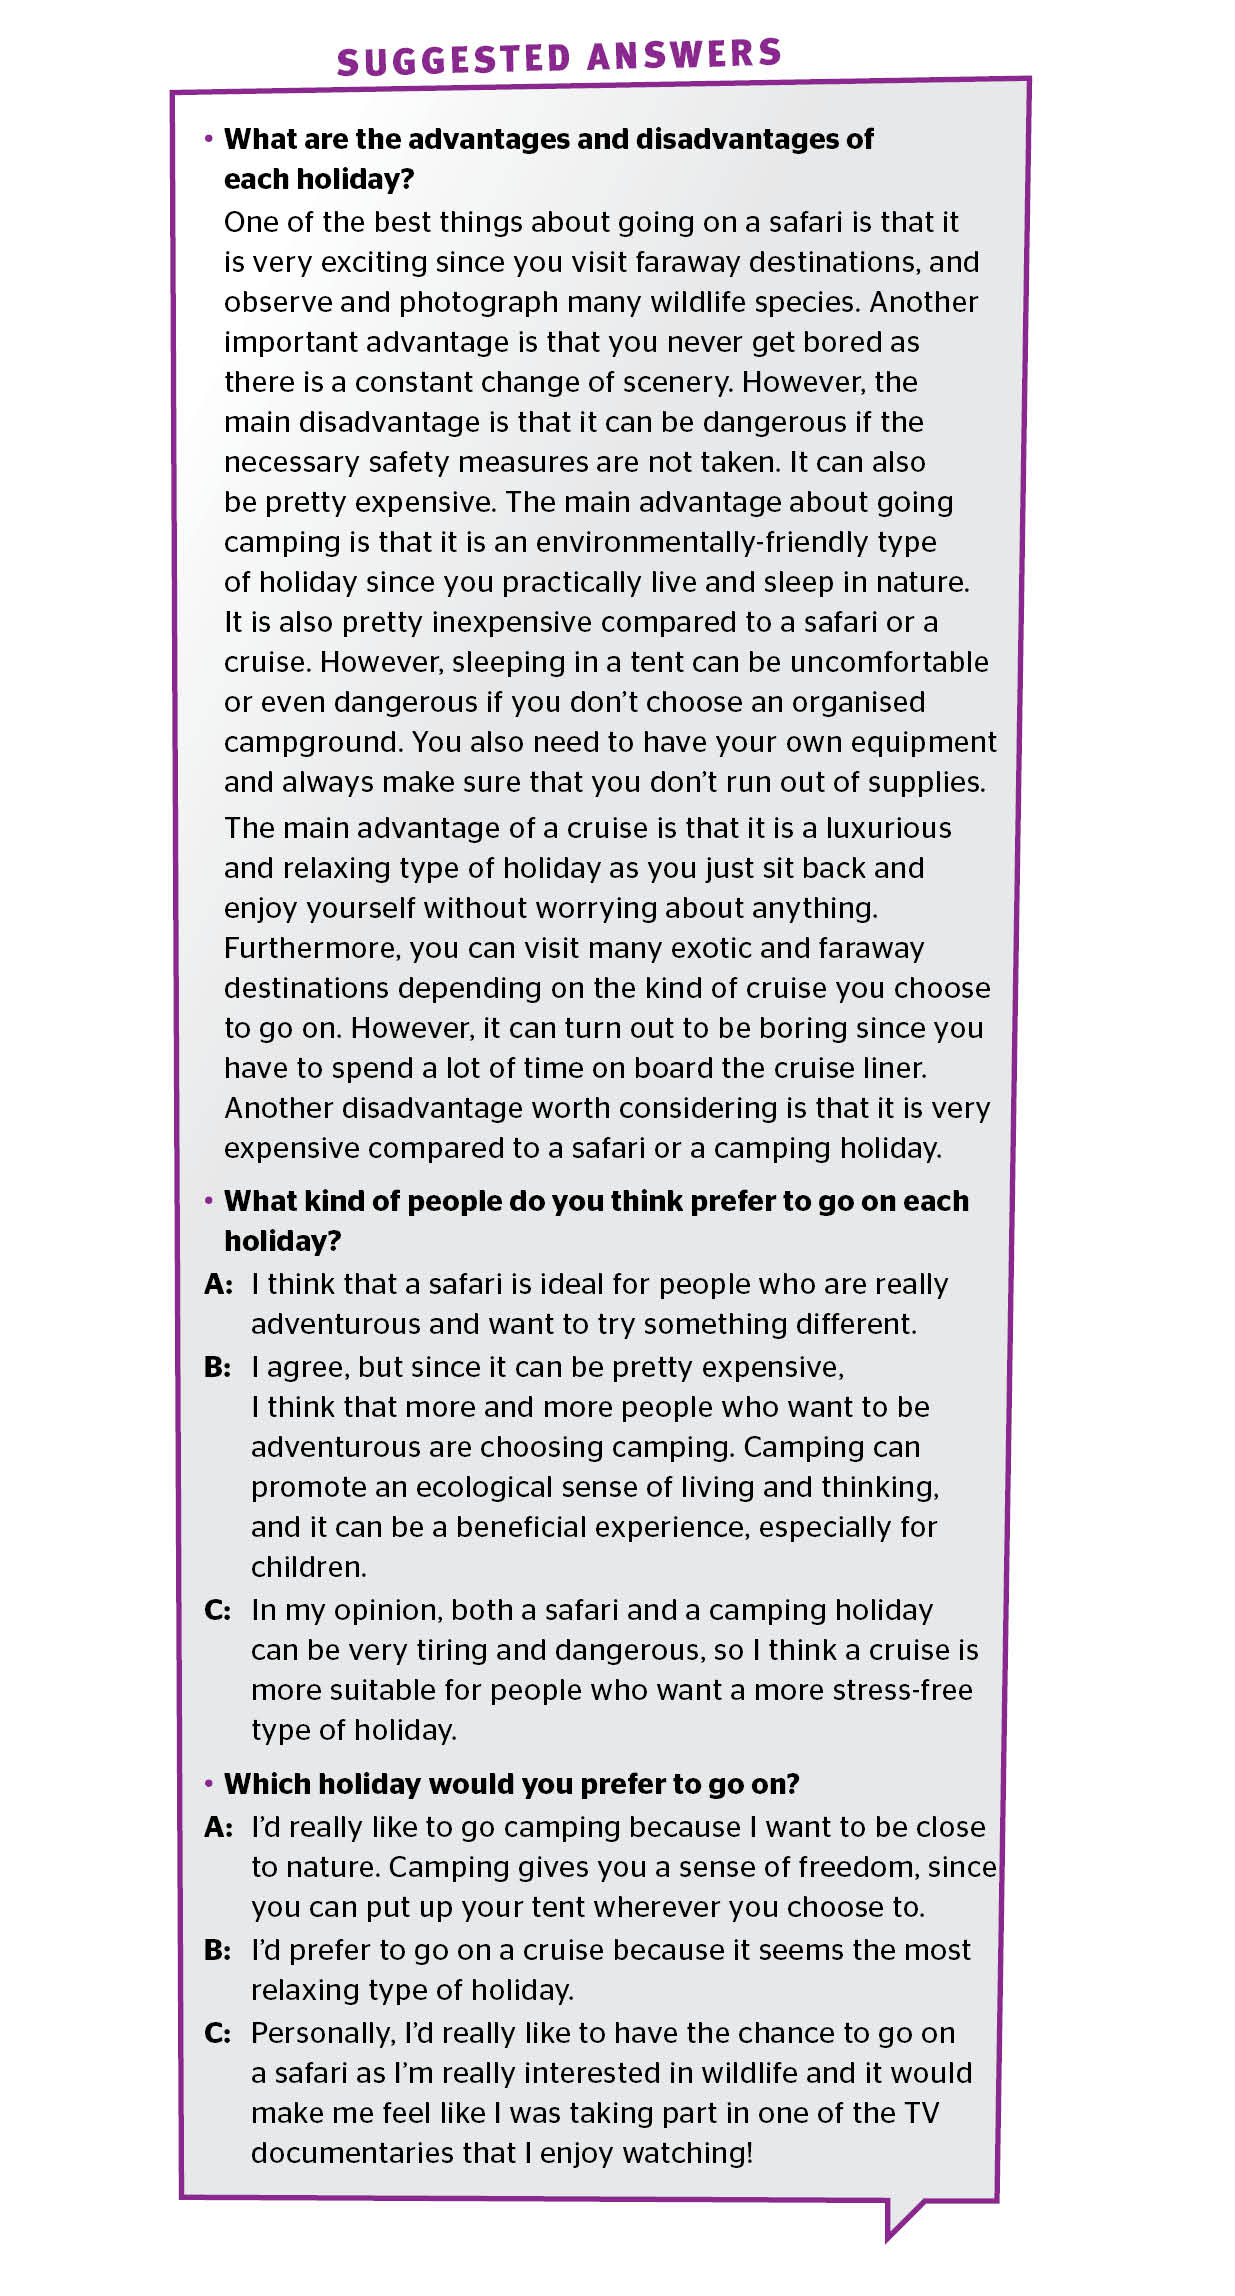 SUGGESTED ANSWERS
• What are the advantages and disadvantages of
each holiday?
One of the best things about going on a safari is that it
is very exciting since you visit faraway destinations, and
observe and photograph many wildlife species. Another
important advantage is that you never get bored as
there is a constant change of scenery. However, the
main disadvantage is that it can be dangerous if the
necessary safety measures are not taken. It can also
be pretty expensive. The main advantage about going
camping is that it is an environmentally-friendly type
of holiday since you practically live and sleep in nature.
It is also pretty inexpensive compared to a safari or a
cruise. However, sleeping in a tent can be uncomfortable
or even dangerous if you don’t choose an organised
campground. You also need to have your own equipment
and always make sure that you don’t run out of supplies.
The main advantage of a cruise is that it is a luxurious
and relaxing type of holiday as you just sit back and
enjoy yourself without worrying about anything.
Furthermore, you can visit many exotic and faraway
destinations depending on the kind of cruise you choose
to go on. However, it can turn out to be boring since you
have to spend a lot of time on board the cruise liner.
Another disadvantage worth considering is that it is very
expensive compared to a safari or a camping holiday.
• What kind of people do you think prefer to go on each
holiday?
A: I think that a safari is ideal for people who are really
adventurous and want to try something different.
B: I agree, but since it can be pretty expensive,
I think that more and more people who want to be
adventurous are choosing camping. Camping can
promote an ecological sense of living and thinking,
and it can be a beneficial experience, especially for
children.
C: In my opinion, both a safari and a camping holiday
can be very tiring and dangerous, so I think a cruise is
more suitable for people who want a more stress-free
type of holiday.
• Which holiday would you prefer to go on?
A: I’d really like to go camping because I want to be close
to nature. Camping gives you a sense of freedom, since
you can put up your tent wherever you choose to.
B: I’d prefer to go on a cruise because it seems the most
relaxing type of holiday.
C: Personally, I’d really like to have the chance to go on
a safari as I’m really interested in wildlife and it would
make me feel like I was taking part in one of the TV
documentaries that I enjoy watching!